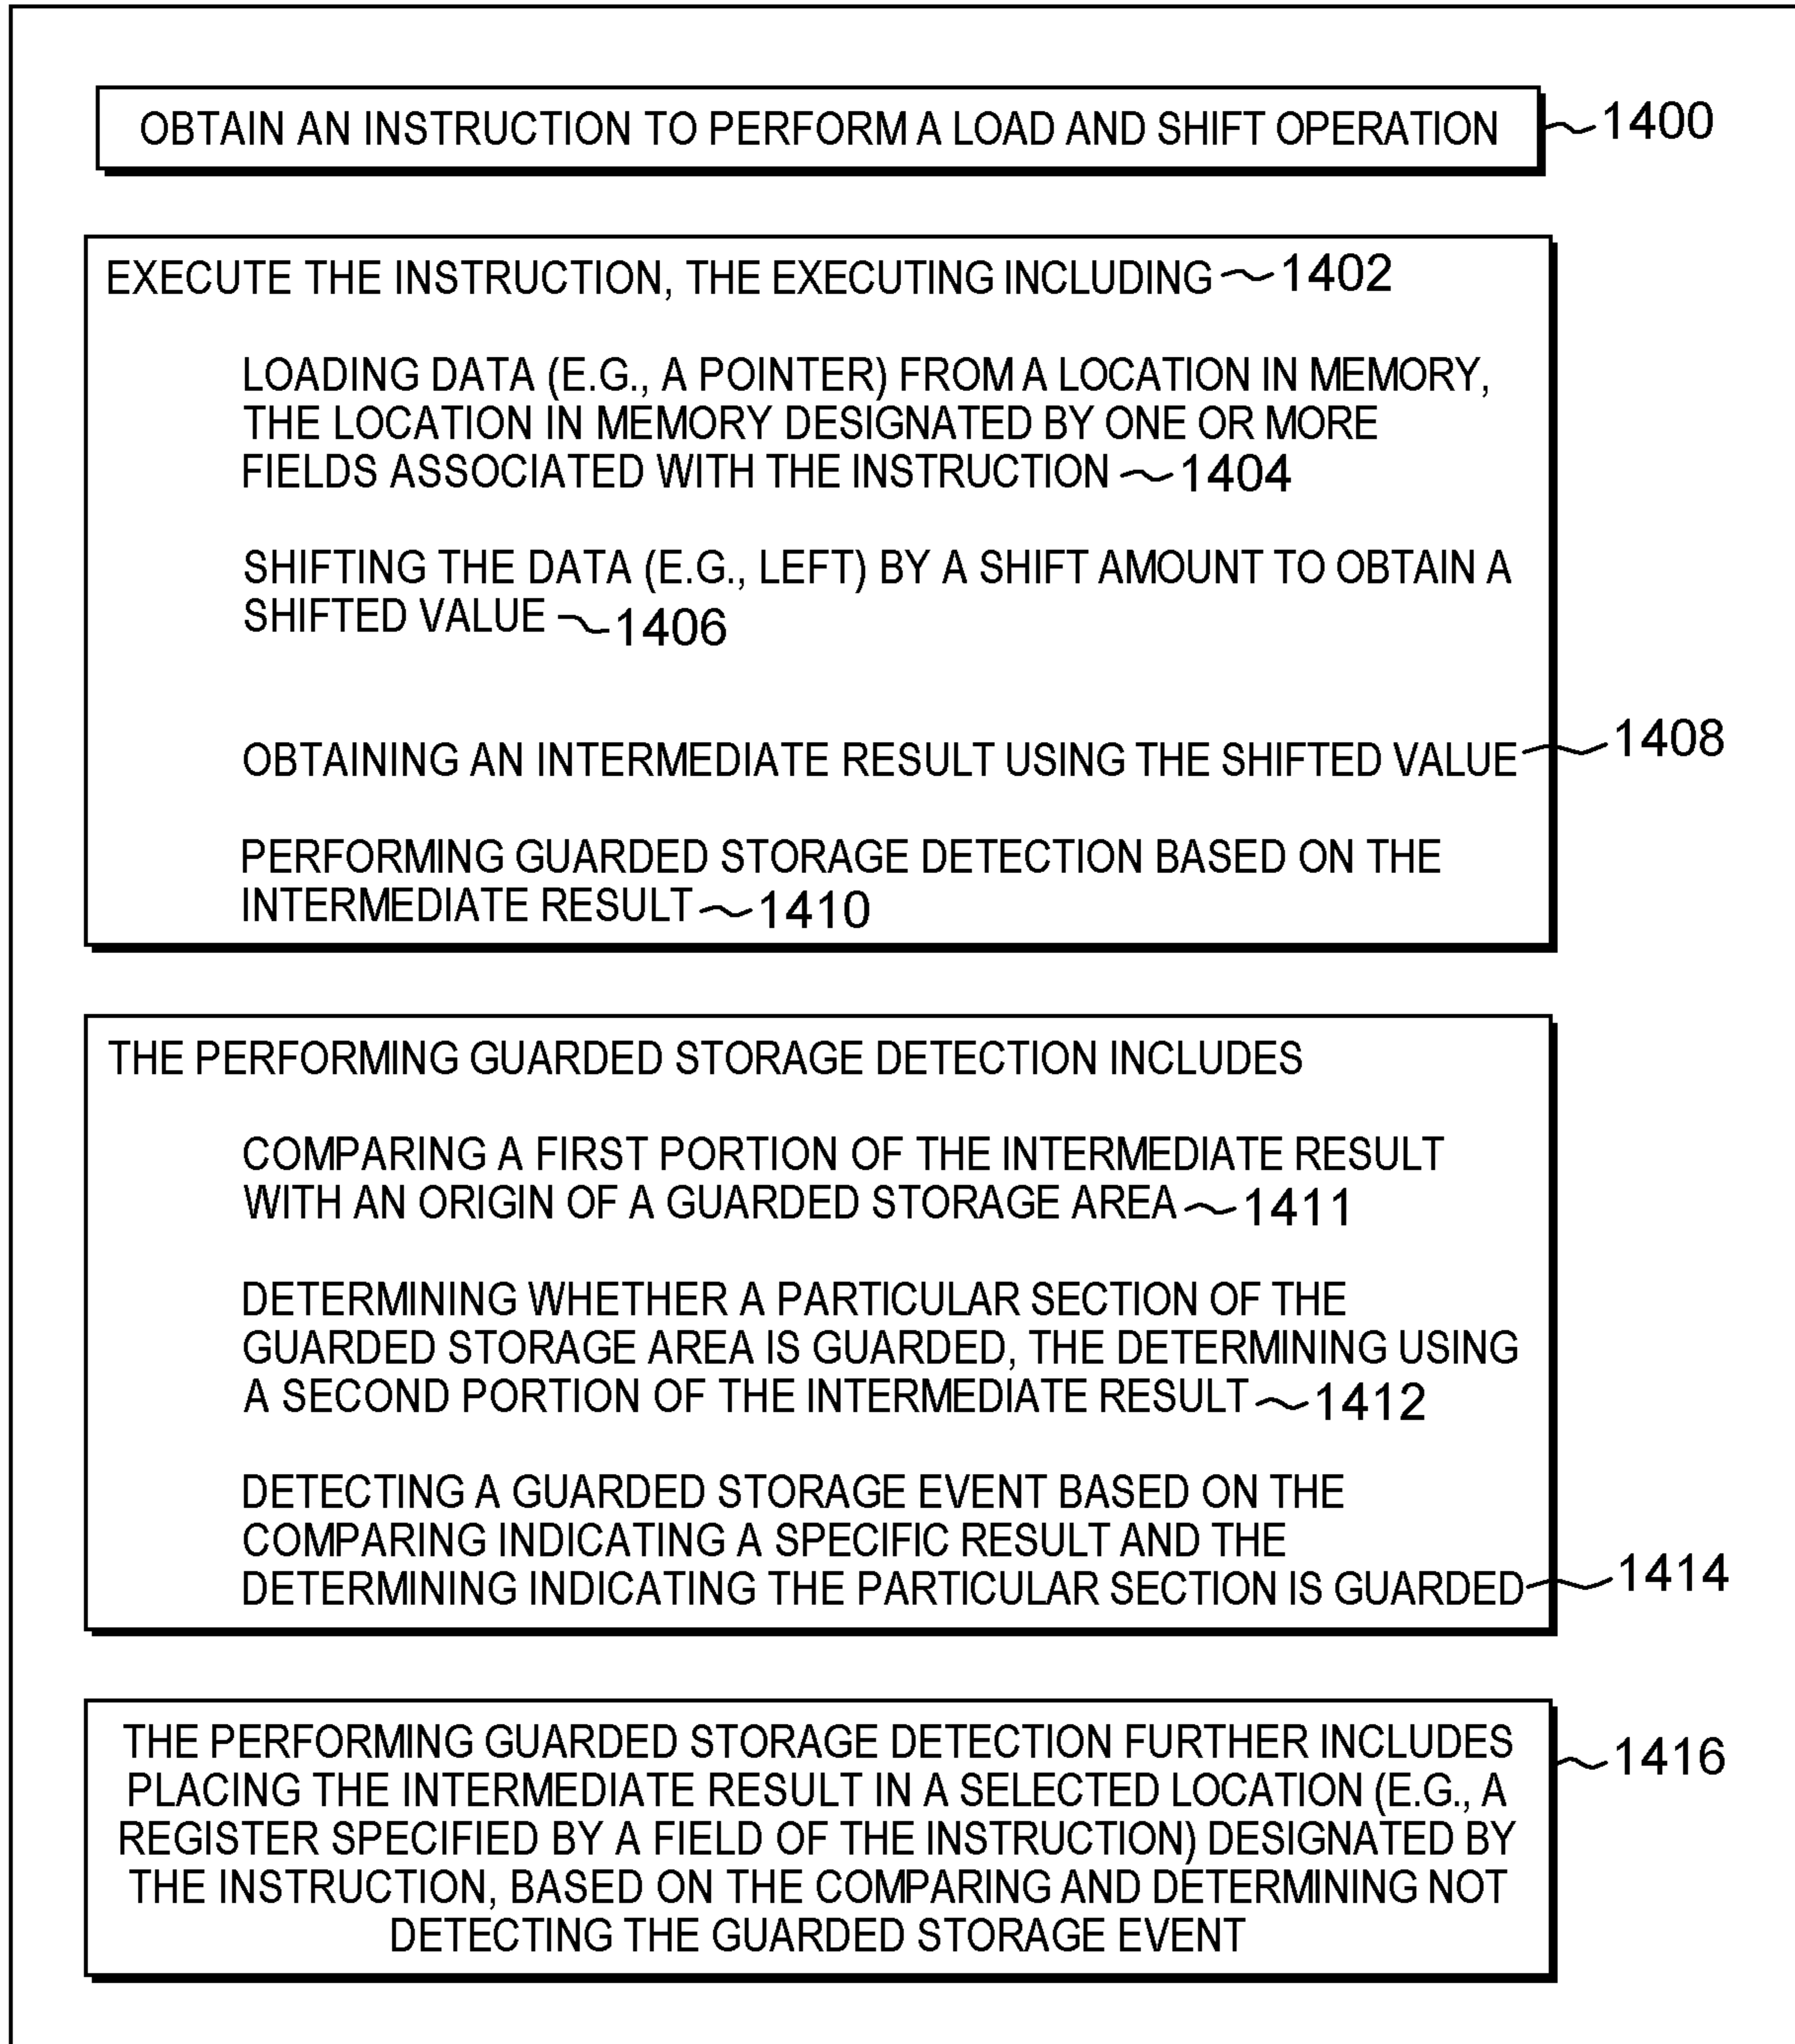 OBTAIN AN INSTRUCTION TO PERFORM A LOAD AND SHIFT OPERATION 1400
EXECUTE THE INSTRUCTION, THE EXECUTING INCLUDING 1402
LOADING DATA (E.G., A POINTER) FROM A LOCATION IN MEMORY,
THE LOCATION IN MEMORY DESIGNATED BY ONE OR MORE
FIELDS ASSOCIATED WITH THE INSTRUCTION 1404
SHIFTING THE DATA (E.G., LEFT) BY A SHIFT AMOUNT TO OBTAIN A
SHIFTED VALUE 1406
OBTAINING AN INTERMEDIATE RESULT USING THE SHIFTED VALUE 1408
PERFORMING GUARDED STORAGE DETECTION BASED ON THE
INTERMEDIATE RESULT 1410
THE PERFORMING GUARDED STORAGE DETECTION INCLUDES
COMPARING A FIRST PORTION OF THE INTERMEDIATE RESULT
WITH AN ORIGIN OF A GUARDED STORAGE AREA 1411
DETERMINING WHETHER A PARTICULAR SECTION OF THE
GUARDED STORAGE AREA IS GUARDED, THE DETERMINING USING
A SECOND PORTION OF THE INTERMEDIATE RESULT 1412
DETECTING A GUARDED STORAGE EVENT BASED ON THE
COMPARING INDICATING A SPECIFIC RESULT AND THE
DETERMINING INDICATING THE PARTICULAR SECTION IS GUARDED 1414
THE PERFORMING GUARDED STORAGE DETECTION FURTHER INCLUDES 1416
PLACING THE INTERMEDIATE RESULT IN A SELECTED LOCATION (E.G., A
REGISTER SPECIFIED BY A FIELD OF THE INSTRUCTION) DESIGNATED BY
THE INSTRUCTION, BASED ON THE COMPARING AND DETERMINING NOT
DETECTING THE GUARDED STORAGE EVENT